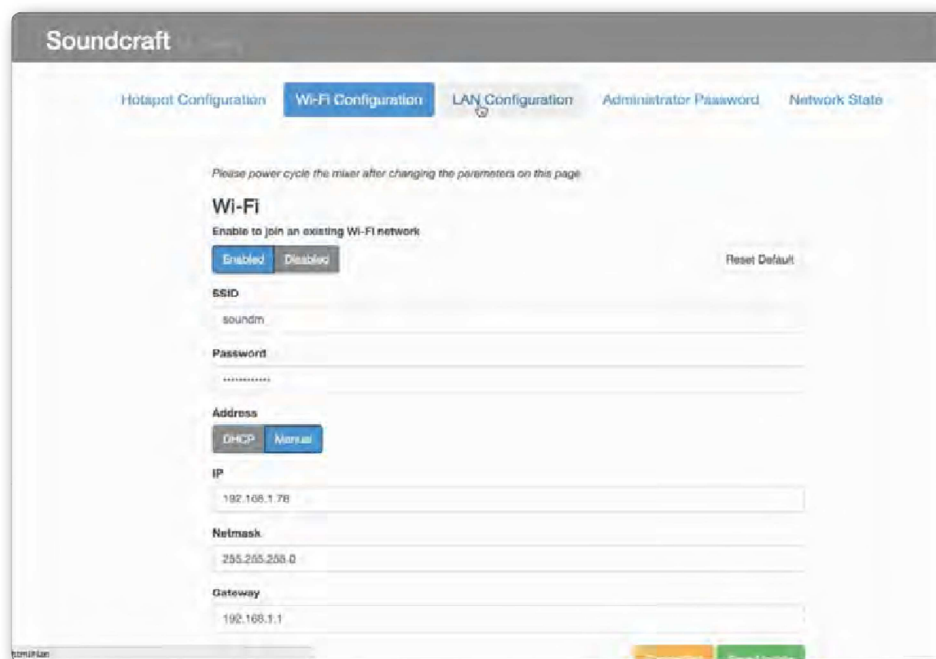 Soundcraft
Hotspot Configuration Wi-Fi Configuration LAN Configuration Administrator Password Network State
Please power cycle the mixer after changing the parameters on this page
Wi-Fi
Enable to join an existing Wi-Fi network
Enabled Disabled Reset Default
SSID
soundm
Password
••••••••••••
Address
DHCP Manual
IP
192.168.1.78
Netmask
255.255.255.0
Gateway
192.168.1.1